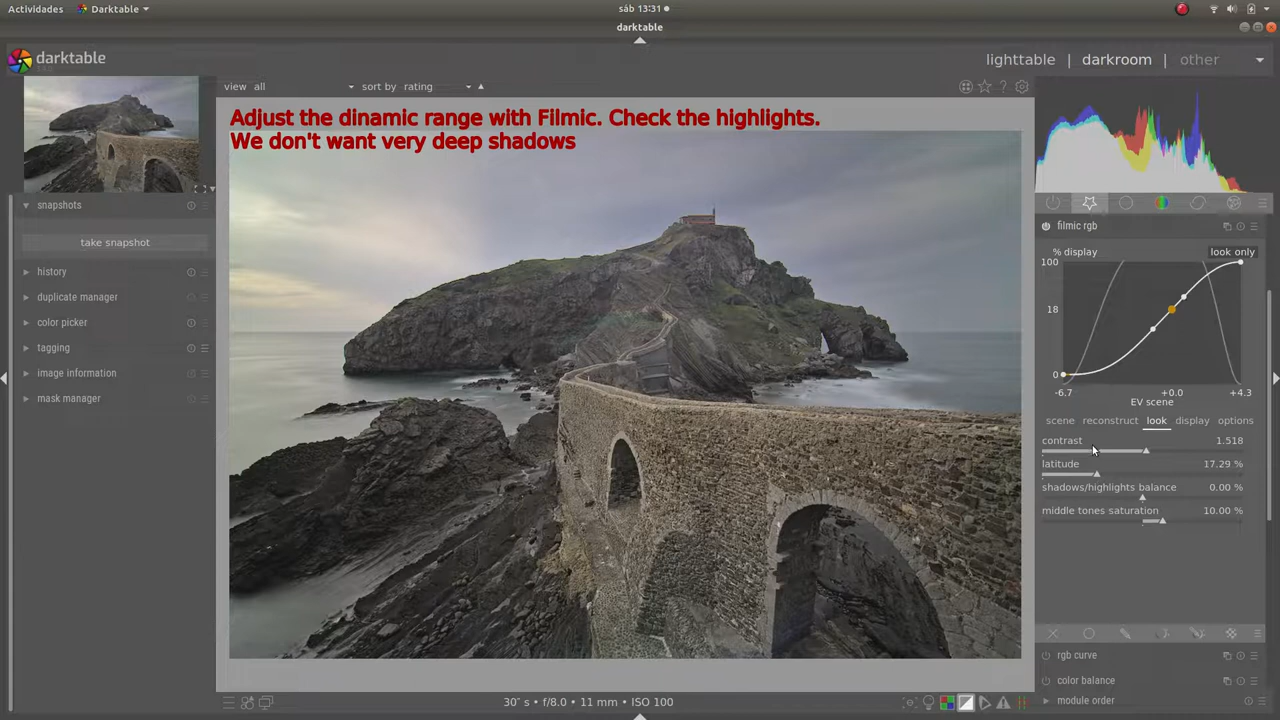 Actividades
Darktable
sáb 13:31
darktable
darktable
lighttable | darkroom | other
view all
sort by rating
Adjust the dinamic range with Filmic. Check the highlights.
We don't want very deep shadows
snapshots
take snapshot
history
duplicate manager
color picker
tagging
image information
mask manager
filmic rgb
% display
look only
100
18
0
-6.7
+0.0
+4.3
EV scene
scene
reconstruct
look
display
options
contrast
1.518
latitude
17.29 %
shadows/highlights balance
0.00 %
middle tones saturation
10.00 %
rgb curve
color balance
module order
30" s • f/8.0 • 11 mm • ISO 100